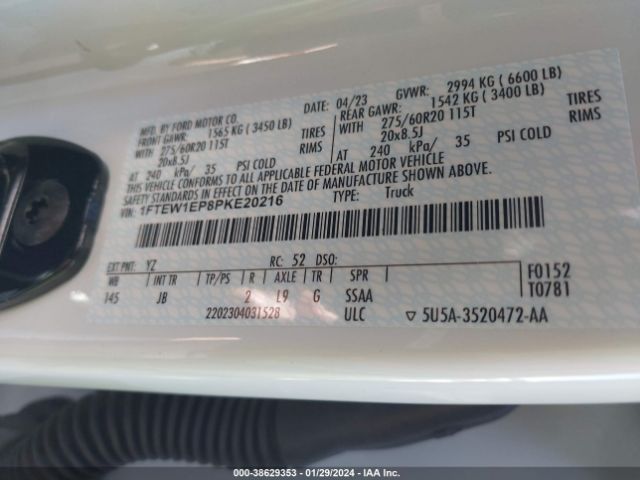 MFD. BY FORD MOTOR CO.
DATE: 04/23 GVWR: 2994 KG ( 6600 LB)
FRONT GAWR: 1565 KG ( 3450 LB) REAR GAWR: 1542 KG ( 3400 LB)
WITH 275/60R20 115T TIRES WITH 275/60R20 115T TIRES
20x8.5J RIMS 20x8.5J RIMS
AT 240 kPa/ 35 PSI COLD AT 240 kPa/ 35 PSI COLD
THIS VEHICLE CONFORMS TO ALL APPLICABLE FEDERAL MOTOR VEHICLE
SAFETY STANDARDS IN EFFECT ON THE DATE OF MANUFACTURE SHOWN ABOVE.
VIN: 1FTEW1EP8PKE20216 TYPE: Truck
EXT PNT: YZ RC: 52 DSO: F0152
WB INT TR TP/PS R AXLE TR SPR T0781
145 JB 2 L9 G SSAA
2202304031528 ULC ▽ 5U5A-3520472-AA
000-38629353 - 01/29/2024 - IAA Inc.